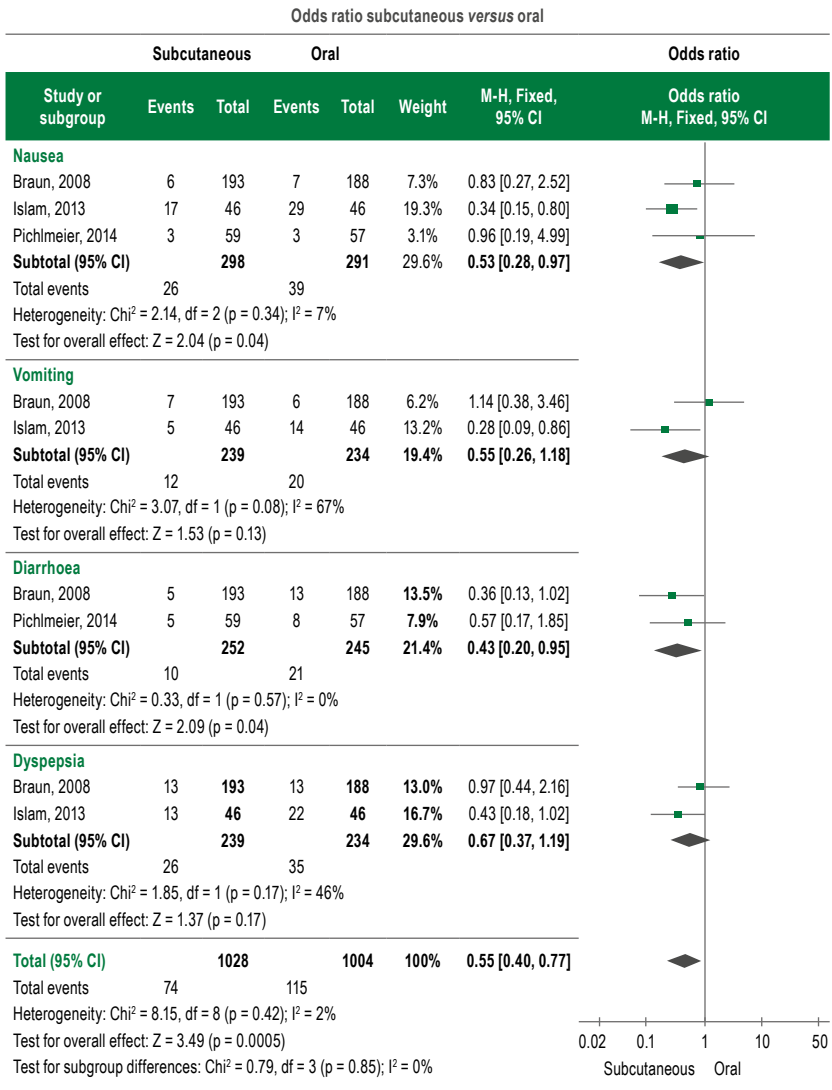 Odds ratio subcutaneous versus oral
Subcutaneous Oral Odds ratio
Study or subgroup Events Total Events Total Weight M-H, Fixed, 95% CI Odds ratio M-H, Fixed, 95% CI
Nausea
Braun, 2008 6 193 7 188 7.3% 0.83 [0.27, 2.52]
Islam, 2013 17 46 29 46 19.3% 0.34 [0.15, 0.80]
Pichlmeier, 2014 3 59 3 57 3.1% 0.96 [0.19, 4.99]
Subtotal (95% CI) 298 291 29.6% 0.53 [0.28, 0.97]
Total events 26 39
Heterogeneity: Chi² = 2.14, df = 2 (p = 0.34); I² = 7%
Test for overall effect: Z = 2.04 (p = 0.04)
Vomiting
Braun, 2008 7 193 6 188 6.2% 1.14 [0.38, 3.46]
Islam, 2013 5 46 14 46 13.2% 0.28 [0.09, 0.86]
Subtotal (95% CI) 239 234 19.4% 0.55 [0.26, 1.18]
Total events 12 20
Heterogeneity: Chi² = 3.07, df = 1 (p = 0.08); I² = 67%
Test for overall effect: Z = 1.53 (p = 0.13)
Diarrhoea
Braun, 2008 5 193 13 188 13.5% 0.36 [0.13, 1.02]
Pichlmeier, 2014 5 59 8 57 7.9% 0.57 [0.17, 1.85]
Subtotal (95% CI) 252 245 21.4% 0.43 [0.20, 0.95]
Total events 10 21
Heterogeneity: Chi² = 0.33, df = 1 (p = 0.57); I² = 0%
Test for overall effect: Z = 2.09 (p = 0.04)
Dyspepsia
Braun, 2008 13 193 13 188 13.0% 0.97 [0.44, 2.16]
Islam, 2013 13 46 22 46 16.7% 0.43 [0.18, 1.02]
Subtotal (95% CI) 239 234 29.6% 0.67 [0.37, 1.19]
Total events 26 35
Heterogeneity: Chi² = 1.85, df = 1 (p = 0.17); I² = 46%
Test for overall effect: Z = 1.37 (p = 0.17)
Total (95% CI) 1028 1004 100% 0.55 [0.40, 0.77]
Total events 74 115
Heterogeneity: Chi² = 8.15, df = 8 (p = 0.42); I² = 2%
Test for overall effect: Z = 3.49 (p = 0.0005)
Test for subgroup differences: Chi² = 0.79, df = 3 (p = 0.85); I² = 0%
0.02 0.1 1 10 50
Subcutaneous Oral